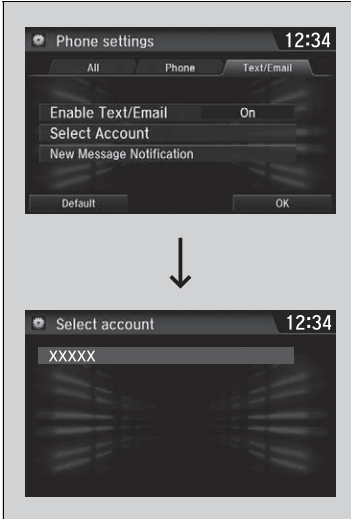 Phone settings 12:34
All Phone Text/Email
Enable Text/Email On
Select Account
New Message Notification
Default OK
Select account 12:34
XXXXX